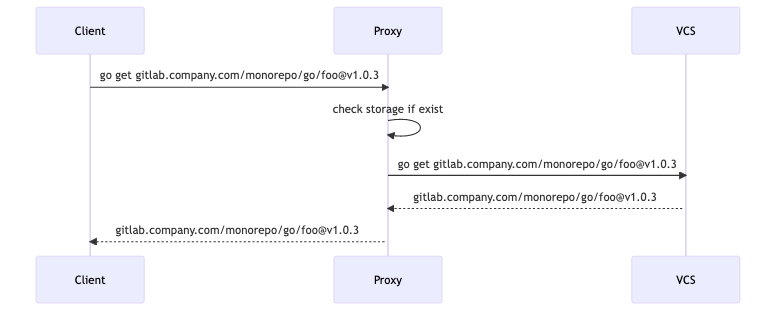 Client
Proxy
VCS
go get gitlab.company.com/monorepo/go/foo@v1.0.3
check storage if exist
go get gitlab.company.com/monorepo/go/foo@v1.0.3
gitlab.company.com/monorepo/go/foo@v1.0.3
gitlab.company.com/monorepo/go/foo@v1.0.3
Client
Proxy
VCS